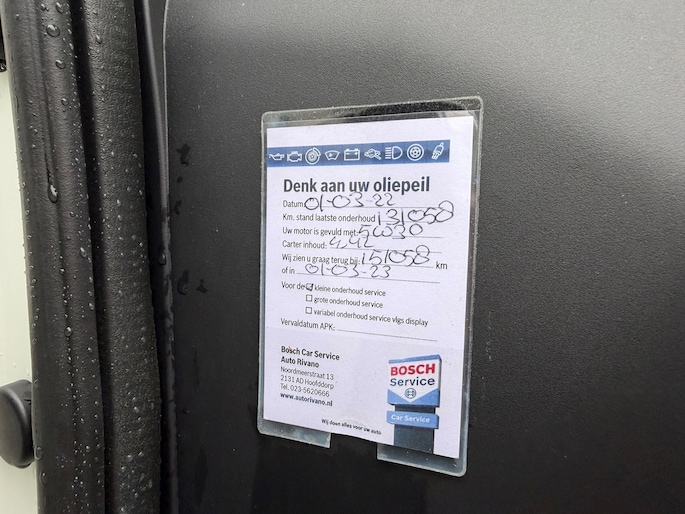 Denk aan uw oliepeil
Datum 01-03-22
Km. stand laatste onderhoud 131058
Uw motor is gevuld met: 5W30
Carter inhoud: 4,4L
Wij zien u graag terug bij: 151058 km
of in 01-03-23
Voor de: kleine onderhoud service
grote onderhoud service
variabel onderhoud service vlgs display
Vervaldatum APK:
Bosch Car Service
Auto Rivano
Noordmeerstraat 13
2131 AD Hoofddorp
Tel. 023-5620666
www.autorivano.nl
BOSCH
Service
Car Service
Wij doen alles voor uw auto